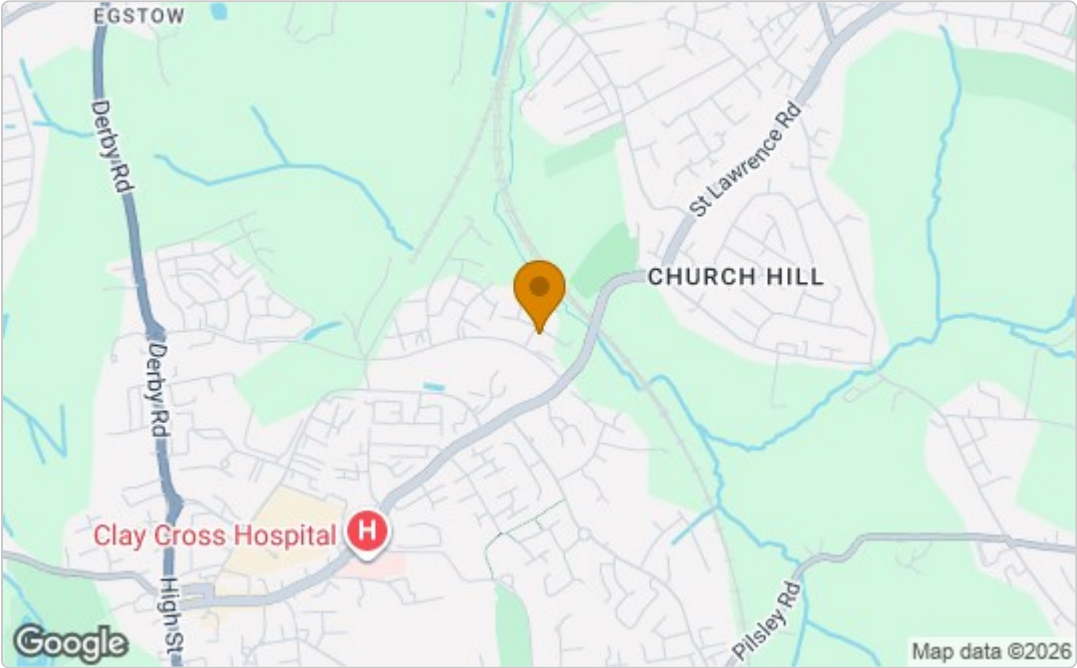 EGSTOW
Derby Rd
St Lawrence Rd
CHURCH HILL
Derby Rd
Clay Cross Hospital
H
High St
Pilsley Rd
Google
Map data ©2026